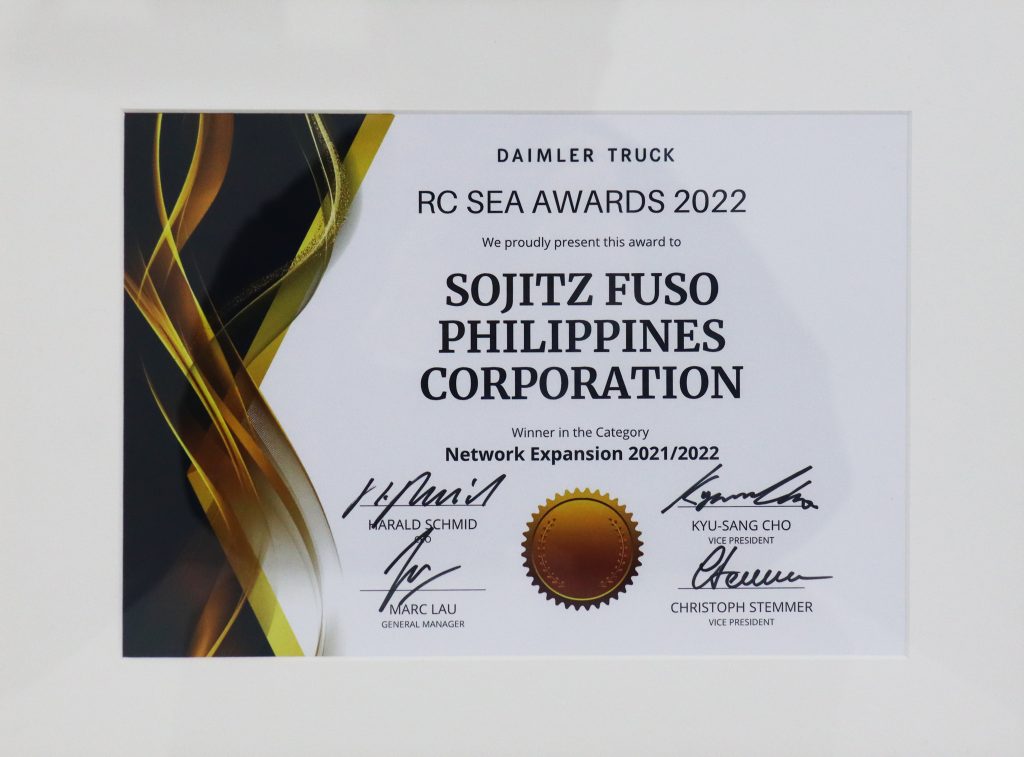 DAIMLER TRUCK
RC SEA AWARDS 2022
We proudly present this award to
SOJITZ FUSO
PHILIPPINES
CORPORATION
Winner in the Category
Network Expansion 2021/2022
HARALD SCHMID
KYU-SANG CHO
VICE PRESIDENT
MARC LAU
GENERAL MANAGER
CHRISTOPH STEMMER
VICE PRESIDENT